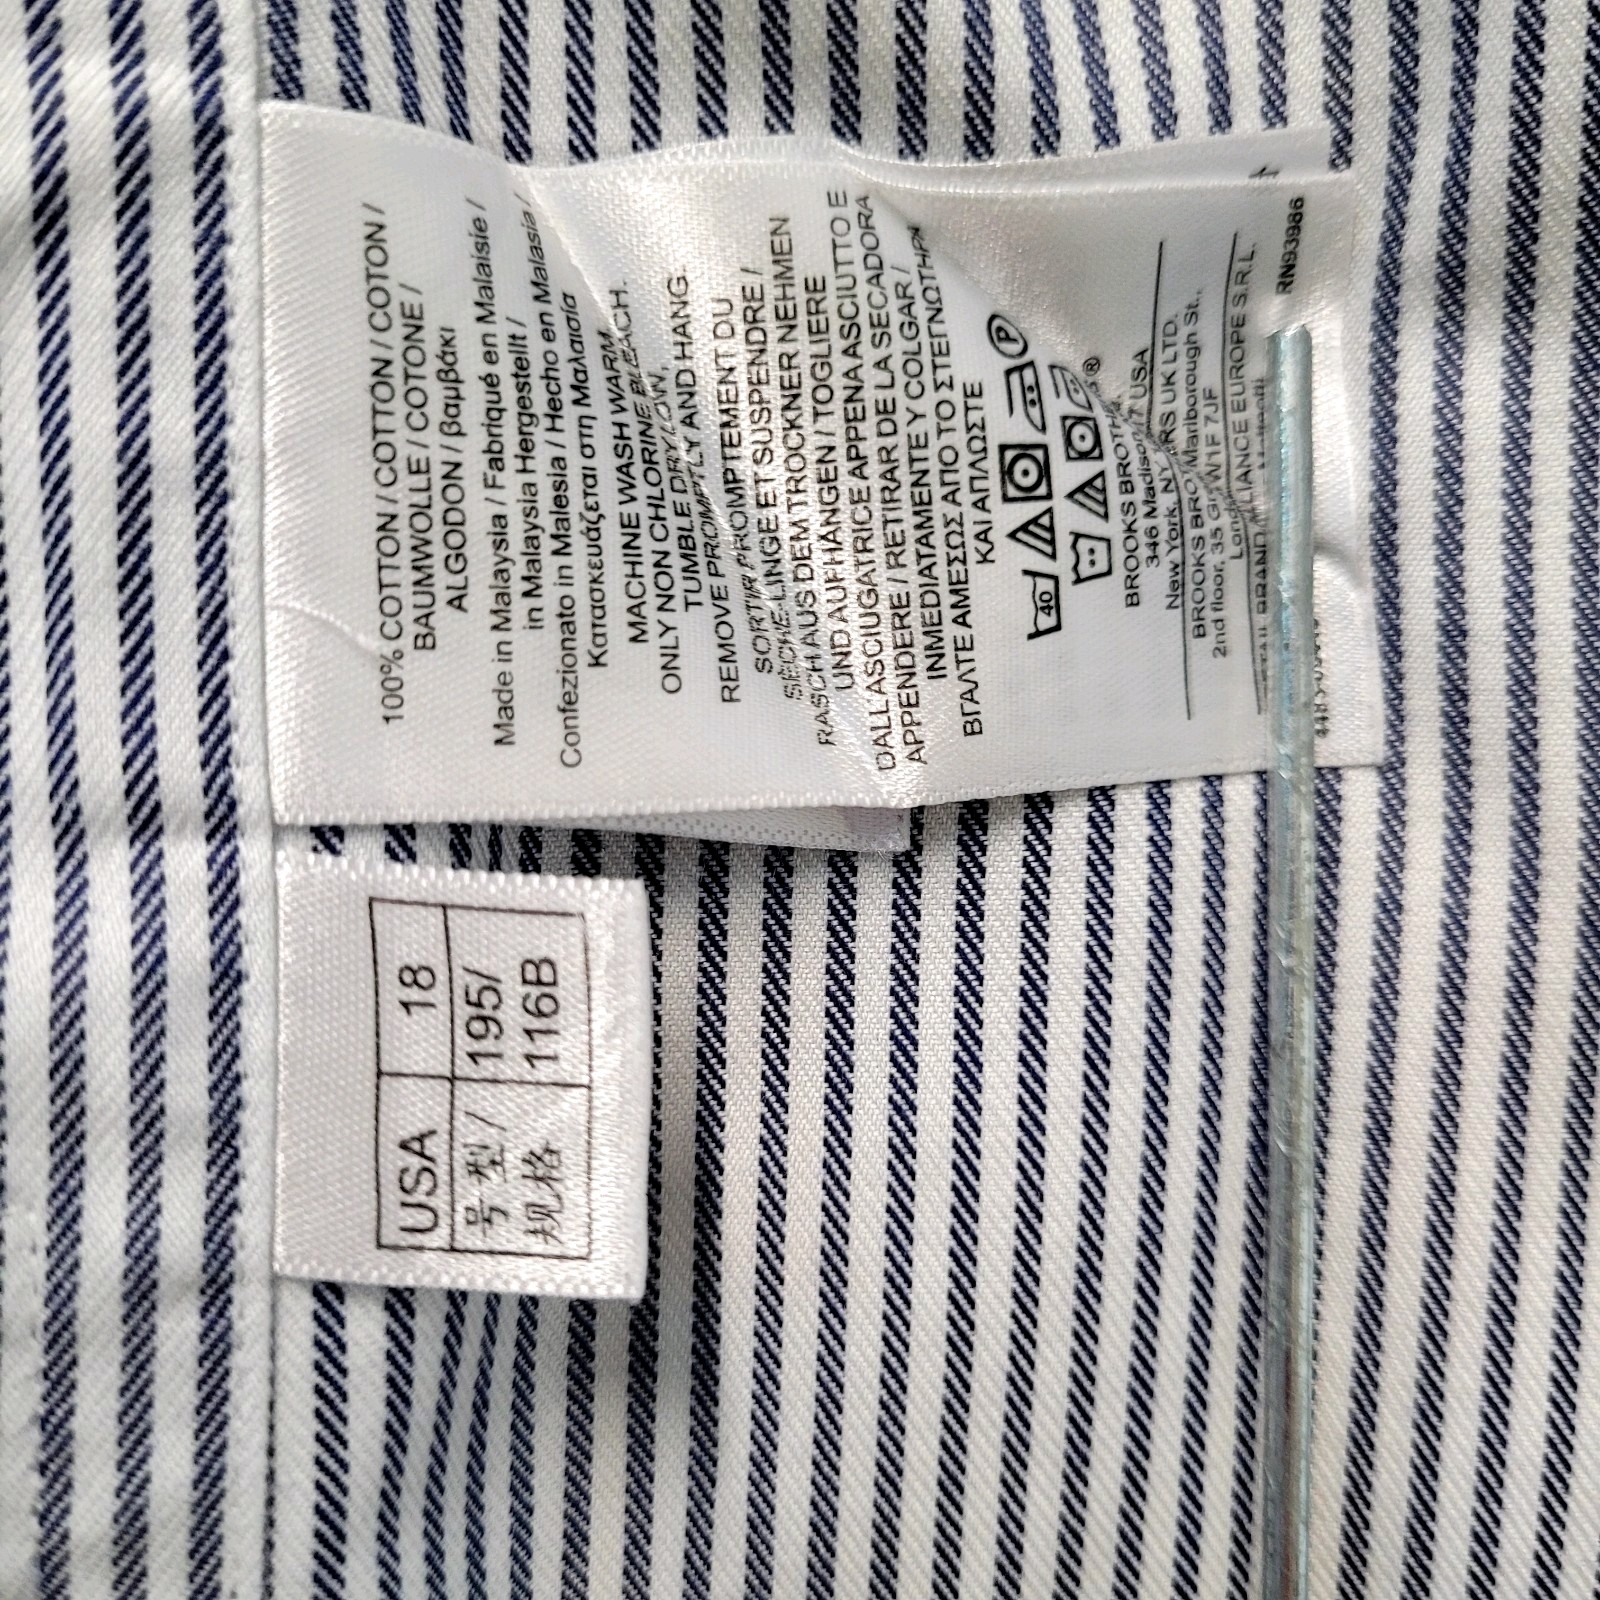 100% COTTON / COTTON / COTON /
BAUMWOLLE / COTONE /
ALGODON / βαμβάκι
Made in Malaysia / Fabriqué en Malaisie /
in Malaysia Hergestellt /
Confezionato in Malesia / Hecho en Malasia /
Κατασκευάζεται στη Μαλαισία
MACHINE WASH WARM.
ONLY NON CHLORINE BLEACH.
TUMBLE DRY LOW.
REMOVE PROMPTLY AND HANG.
SORTIR PROMPTEMENT DU
SÈCHE-LINGE ET SUSPENDRE /
RASCH AUS DEM TROCKNER NEHMEN
UND AUFHÄNGEN / TOGLIERE
DALL ASCIUGATRICE APPENA ASCIUTTO E
APPENDERE / RETIRAR DE LA SECADORA
INMEDIATAMENTE Y COLGAR /
ΒΓΑΛΤΕ ΑΜΕΣΩΣ ΑΠΟ ΤΟ ΣΤΕΓΝΩΤΗΡΙ
ΚΑΙ ΑΠΛΩΣΤΕ
40
P
®
BROOKS BROTHERS
346 Madison
New York, NY USA
BROOKS BROTHERS UK LTD.
2nd floor, 35 Marlborough St.,
London W1F 7JF
RETAIL BRAND ALLIANCE EUROPE S.R.L.
RN93986
USA 18
号型 / 195/
规格 116B